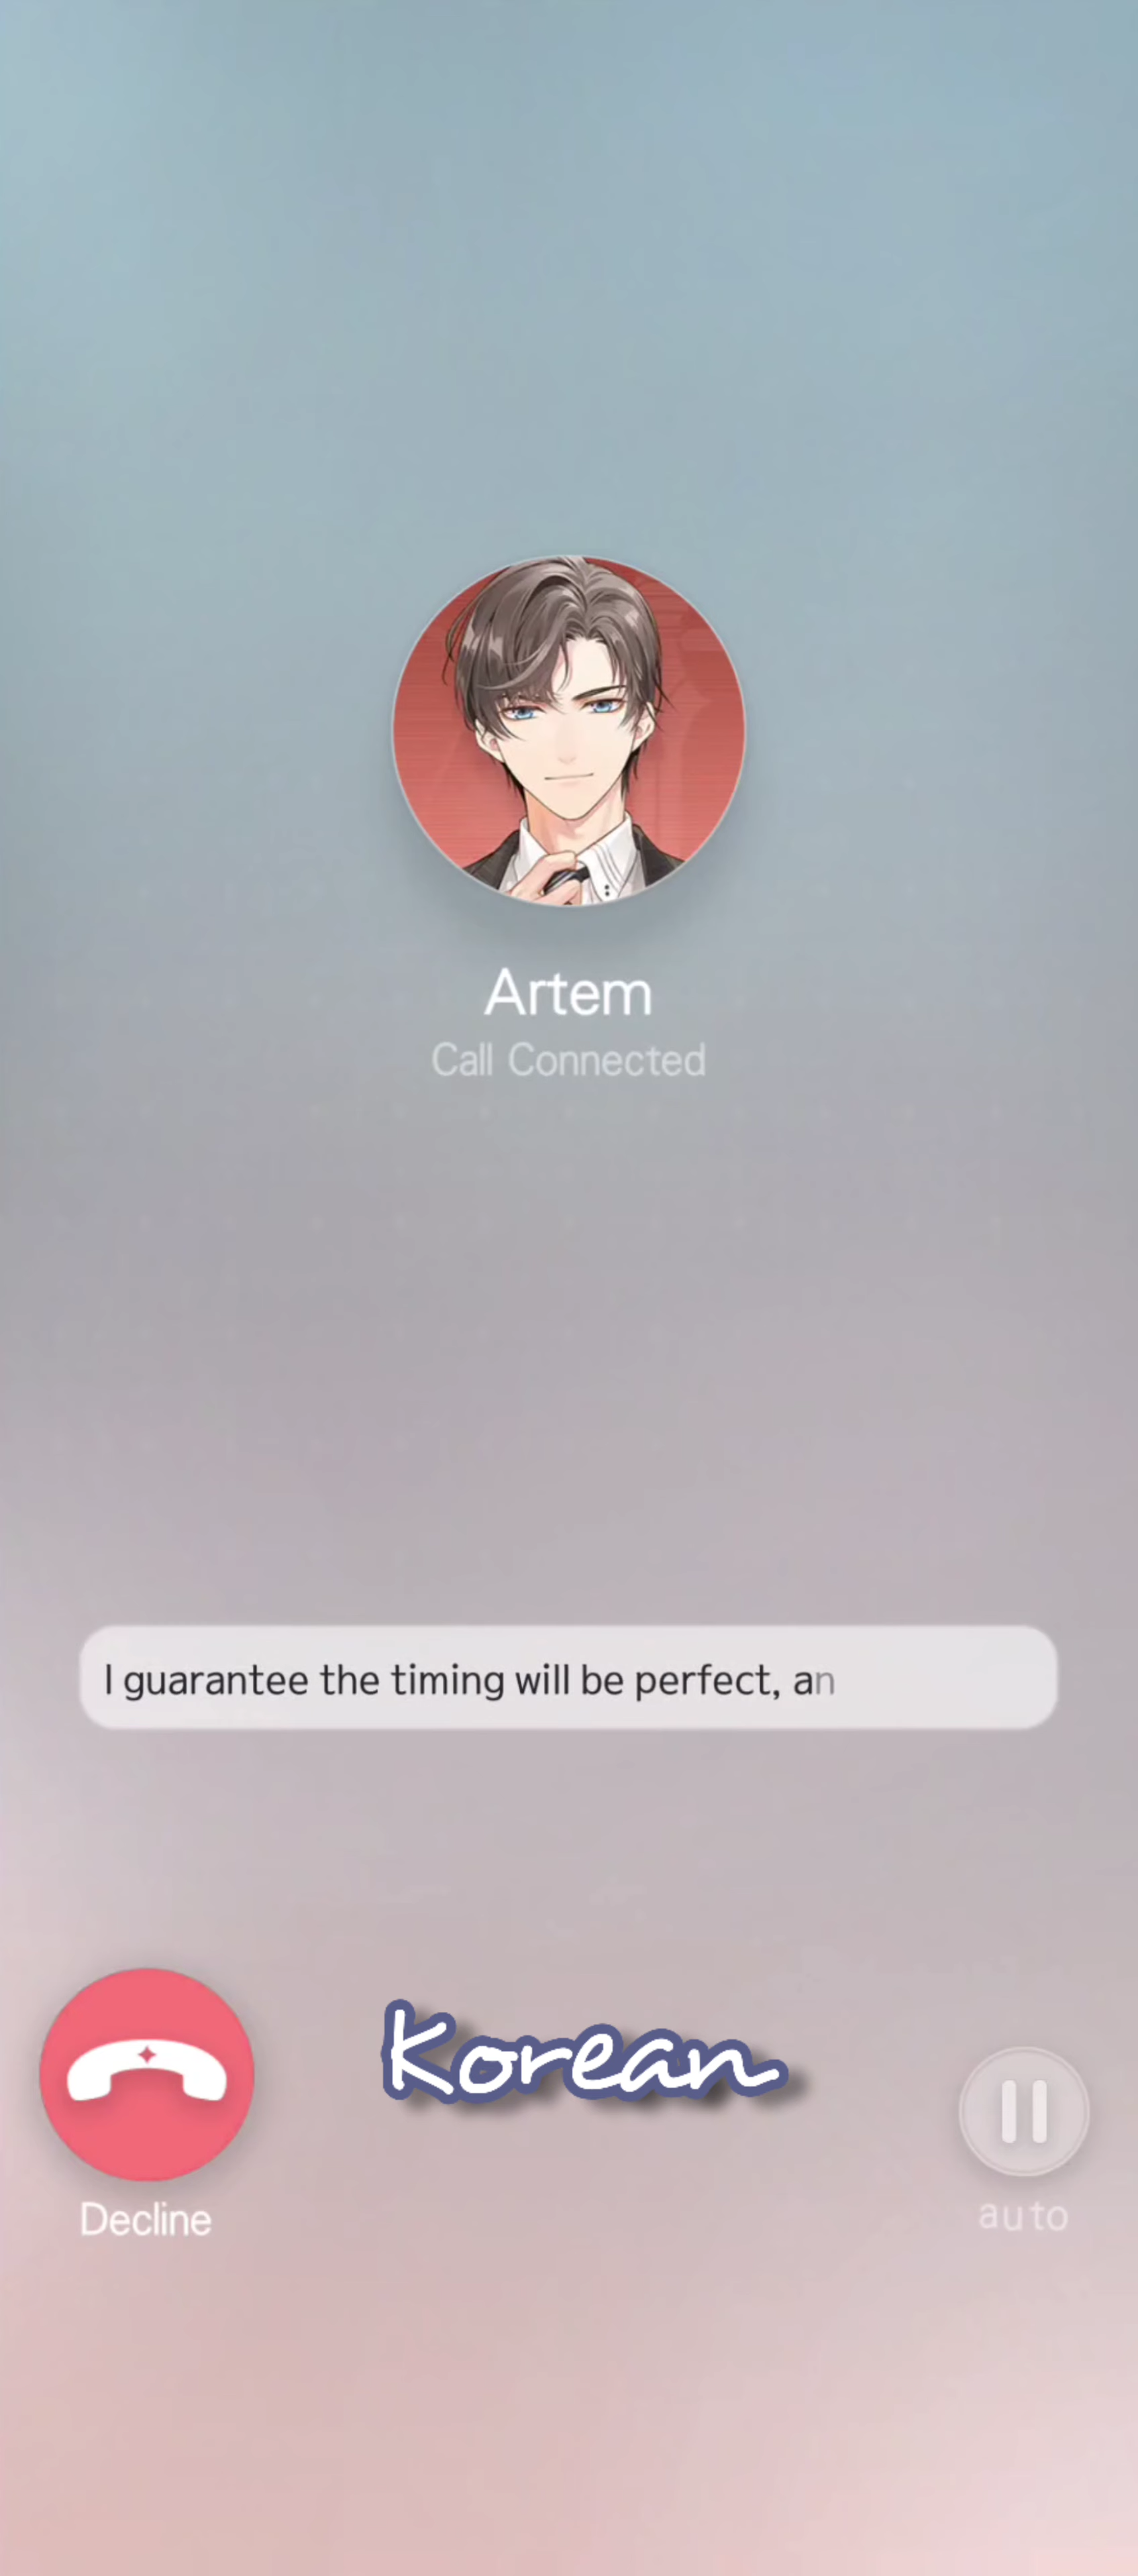 Artem
Call Connected
I guarantee the timing will be perfect, an
Korean
Decline
auto